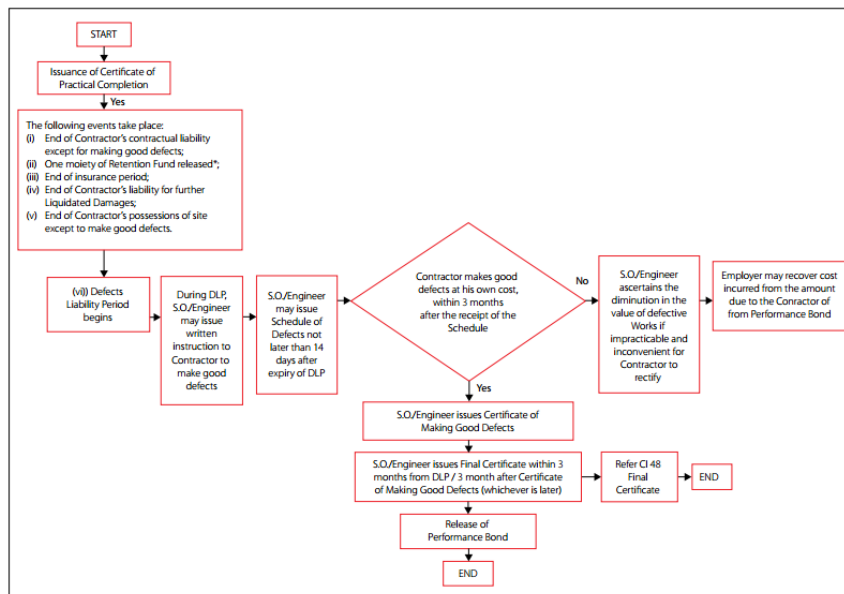 START
Issuance of Certificate of
Practical Completion
Yes
The following events take place:
(i) End of Contractor's contractual liability
except for making good defects;
(ii) One moiety of Retention Fund released*;
(iii) End of insurance period;
(iv) End of Contractor's liability for further
Liquidated Damages;
(v) End of Contractor's possessions of site
except to make good defects.
(vi)) Defects
Liability Period
begins
During DLP,
S.O./Engineer
may issue
written
instruction to
Contractor to
make good
defects
S.O./Engineer
may issue
Schedule of
Defects not
later than 14
days after
expiry of DLP
Contractor makes good
defects at his own cost,
within 3 months
after the receipt of the
Schedule
No
S.O./Engineer
ascertains the
diminution in the
value of defective
Works if
impracticable and
inconvenient for
Contractor to
rectify
Employer may recover cost
incurred from the amount
due to the Contractor of
from Performance Bond
Yes
S.O./Engineer issues Certificate of
Making Good Defects
S.O./Engineer issues Final Certificate within 3
months from DLP / 3 month after Certificate
of Making Good Defects (whichever is later)
Refer CI 48
Final
Certificate
END
Release of
Performance Bond
END